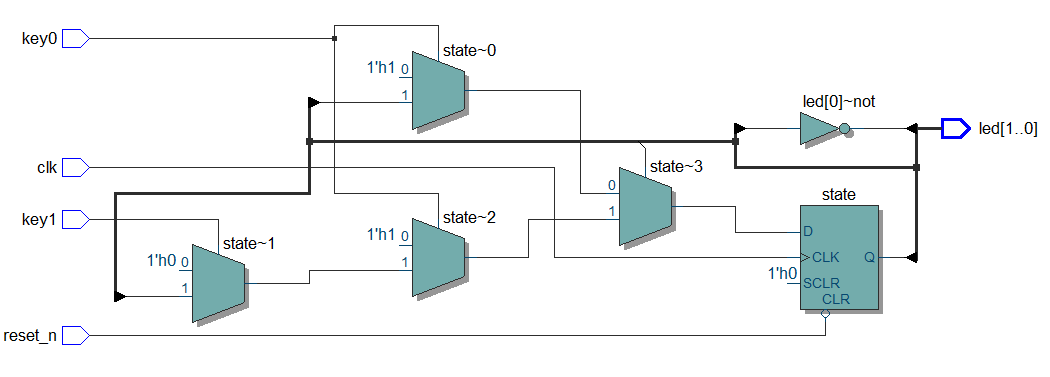 key0
state~0
1'h1 0
1
led[0]~not
led[1..0]
clk
state~3
0
1
state
key1
state~2
1'h1 0
1
state~1
1'h0 0
1
D
CLK
Q
1'h0
SCLR
CLR
reset_n